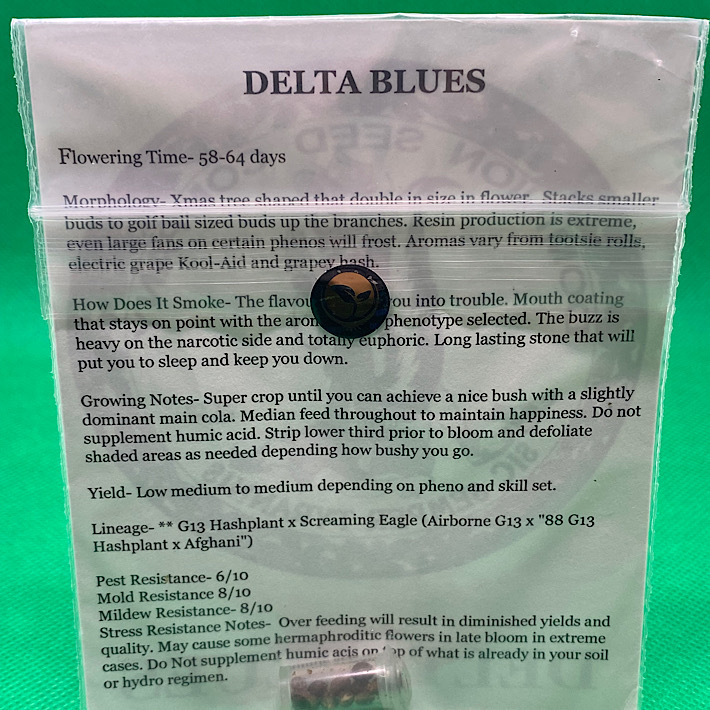 DELTA BLUES
Flowering Time- 58-64 days
Morphology- Xmas tree shaped that double in size in flower. Stacks smaller
buds to golf ball sized buds up the branches. Resin production is extreme,
even large fans on certain phenos will frost. Aromas vary from tootsie rolls,
electric grape Kool-Aid and grapey hash.
How Does It Smoke- The flavou you into trouble. Mouth coating
that stays on point with the aro phenotype selected. The buzz is
heavy on the narcotic side and totally euphoric. Long lasting stone that will
put you to sleep and keep you down.
Growing Notes- Super crop until you can achieve a nice bush with a slightly
dominant main cola. Median feed throughout to maintain happiness. Do not
supplement humic acid. Strip lower third prior to bloom and defoliate
shaded areas as needed depending how bushy you go.
Yield- Low medium to medium depending on pheno and skill set.
Lineage- ** G13 Hashplant x Screaming Eagle (Airborne G13 x "88 G13
Hashplant x Afghani")
Pest Resistance- 6/10
Mold Resistance 8/10
Mildew Resistance- 8/10
Stress Resistance Notes- Over feeding will result in diminished yields and
quality. May cause some hermaphroditic flowers in late bloom in extreme
cases. Do Not supplement humic acis on top of what is already in your soil
or hydro regimen.